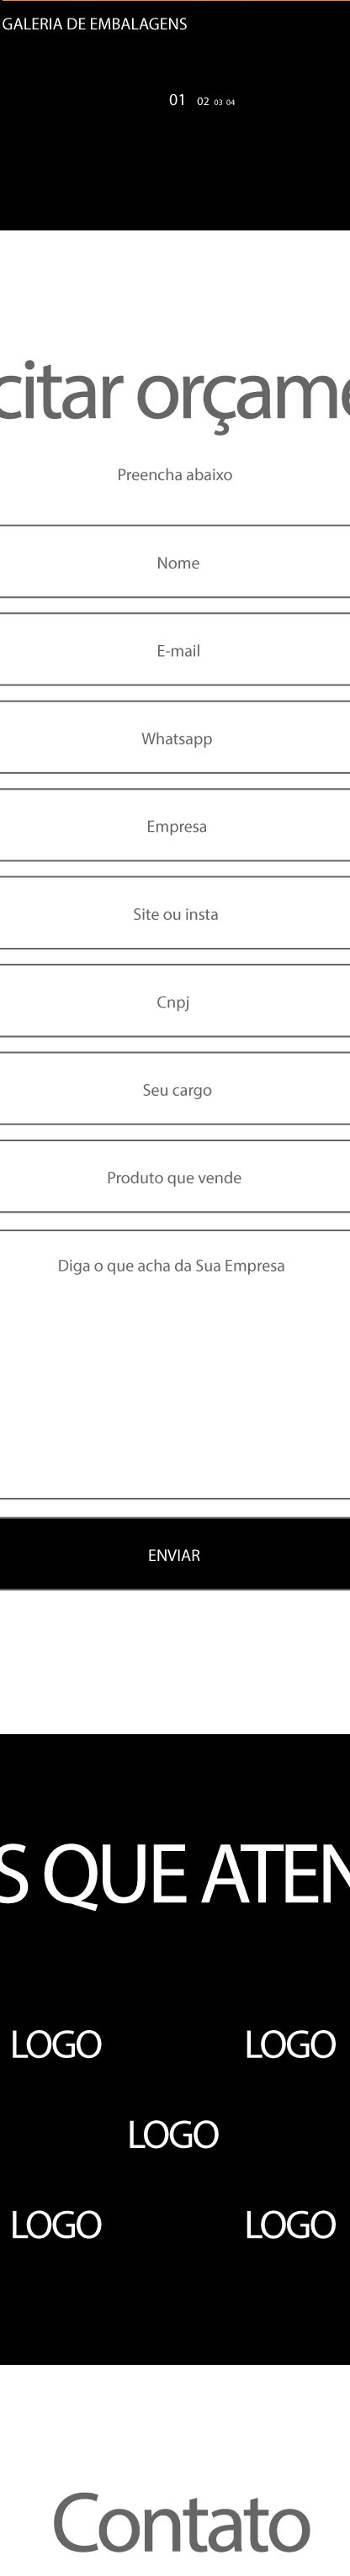 GALERIA DE EMBALAGENS
01 02 03 04
citar orçame
Preencha abaixo
Nome
E-mail
Whatsapp
Empresa
Site ou insta
Cnpj
Seu cargo
Produto que vende
Diga o que acha da Sua Empresa
ENVIAR
S QUE ATEN
LOGO LOGO
LOGO
LOGO LOGO
Contato